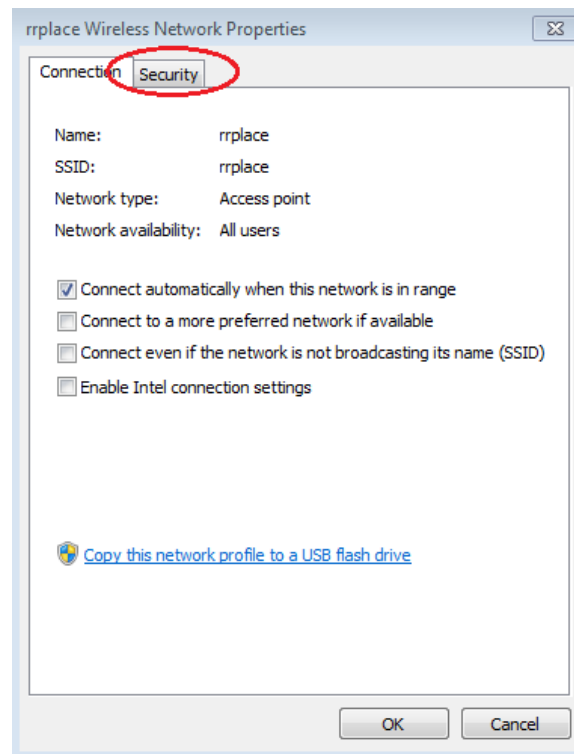 rrplace Wireless Network Properties
Connection Security
Name: rrplace
SSID: rrplace
Network type: Access point
Network availability: All users
Connect automatically when this network is in range
Connect to a more preferred network if available
Connect even if the network is not broadcasting its name (SSID)
Enable Intel connection settings
Copy this network profile to a USB flash drive
OK Cancel